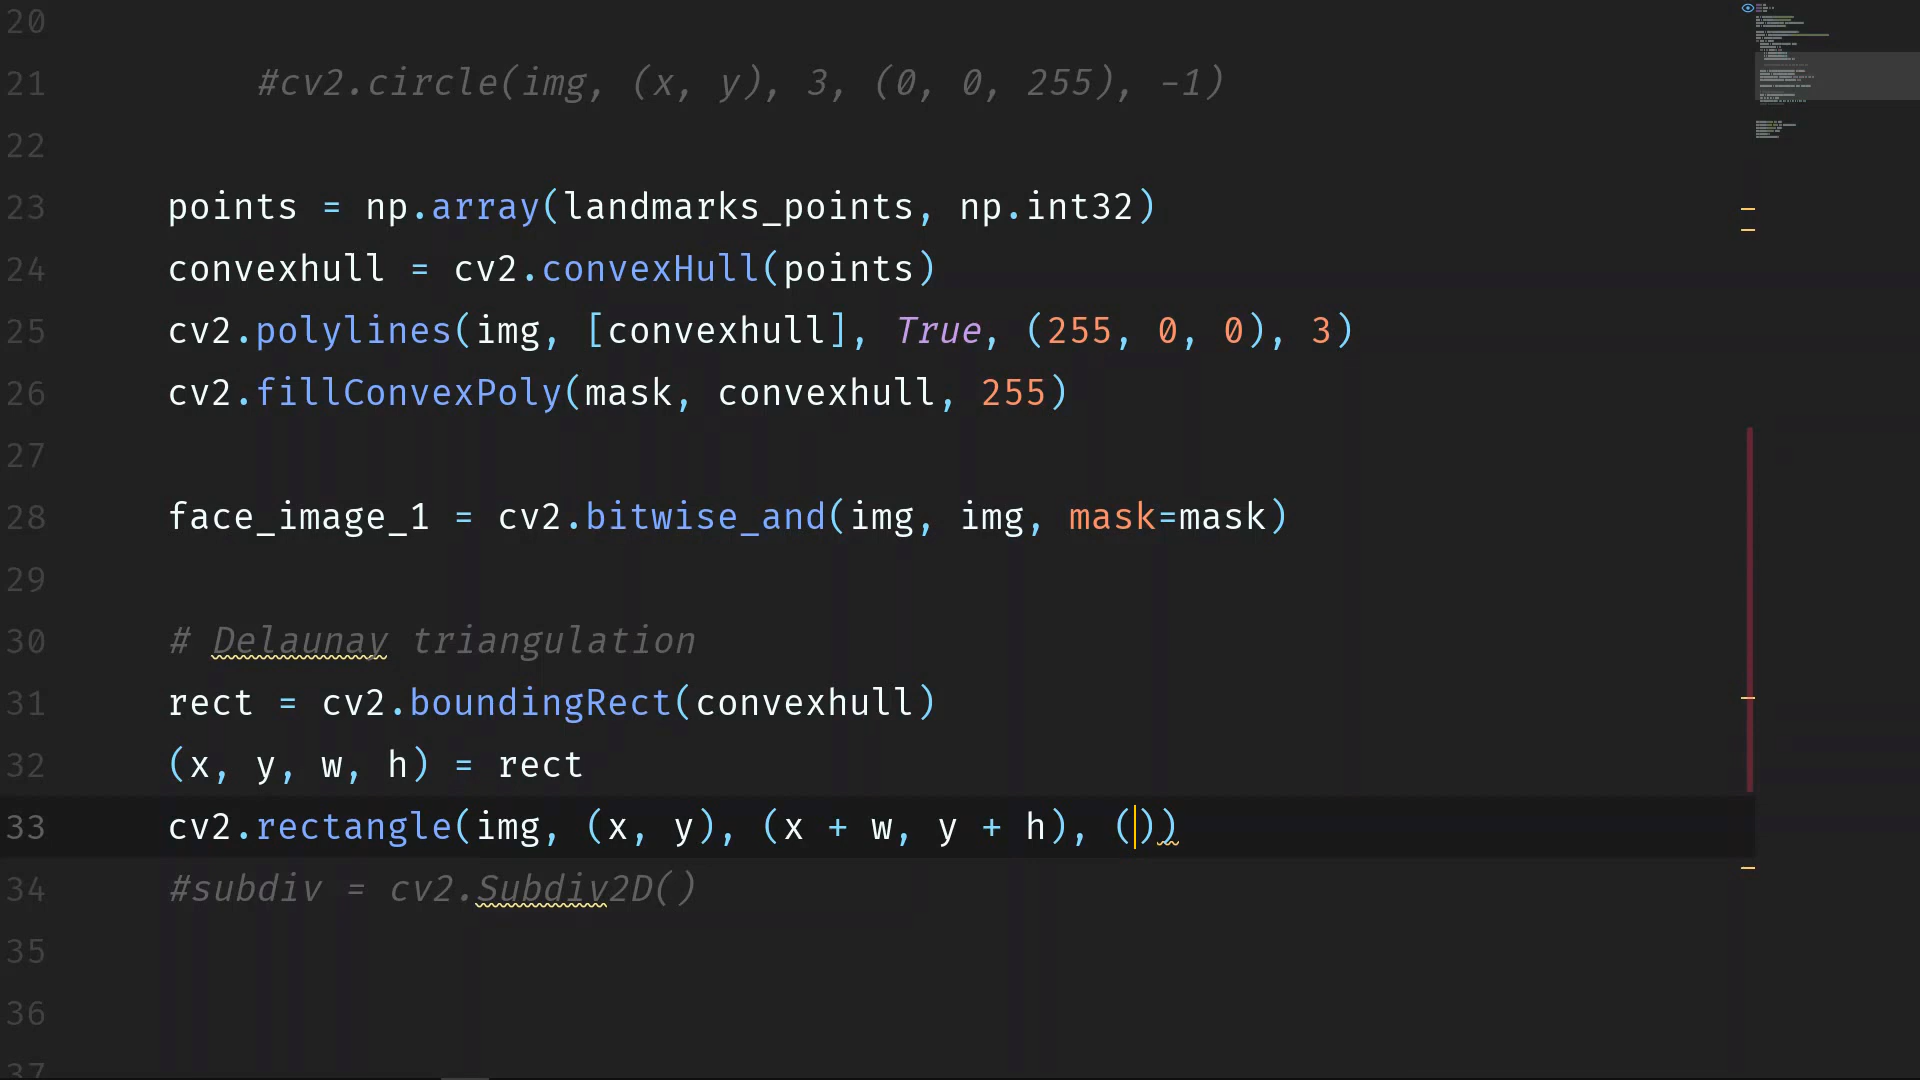 20
21 #cv2.circle(img, (x, y), 3, (0, 0, 255), -1)
22
23 points = np.array(landmarks_points, np.int32)
24 convexhull = cv2.convexHull(points)
25 cv2.polylines(img, [convexhull], True, (255, 0, 0), 3)
26 cv2.fillConvexPoly(mask, convexhull, 255)
27
28 face_image_1 = cv2.bitwise_and(img, img, mask=mask)
29
30 # Delaunay triangulation
31 rect = cv2.boundingRect(convexhull)
32 (x, y, w, h) = rect
33 cv2.rectangle(img, (x, y), (x + w, y + h), ())
34 #subdiv = cv2.Subdiv2D()
35
36
37